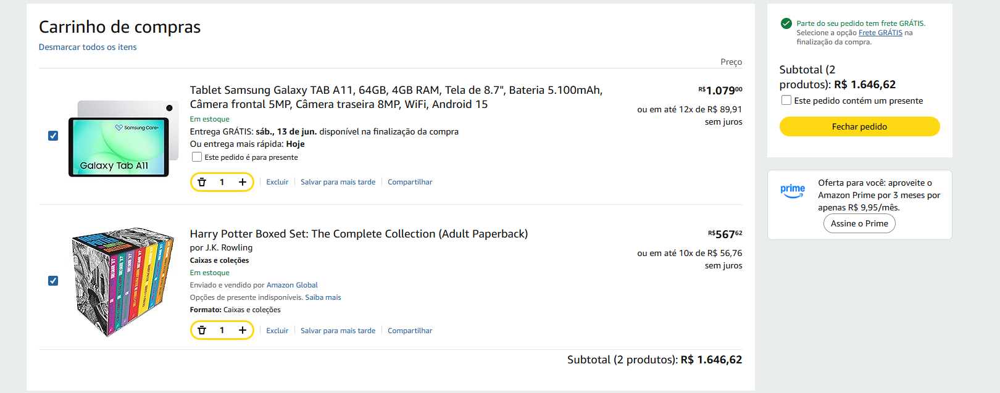 Carrinho de compras
Desmarcar todos os itens
Preço
Tablet Samsung Galaxy TAB A11, 64GB, 4GB RAM, Tela de 8.7", Bateria 5.100mAh,
Câmera frontal 5MP, Câmera traseira 8MP, WiFi, Android 15
R$1.07900
Em estoque
ou em até 12x de R$ 89,91
sem juros
Entrega GRÁTIS: sáb., 13 de jun. disponível na finalização da compra
Ou entrega mais rápida: Hoje
Este pedido é para presente
Samsung Care+
Galaxy Tab A11
1
Excluir
Salvar para mais tarde
Compartilhar
Harry Potter Boxed Set: The Complete Collection (Adult Paperback)
R$56762
por J.K. Rowling
ou em até 10x de R$ 56,76
sem juros
Caixas e coleções
Em estoque
Enviado e vendido por Amazon Global
Opções de presente indisponíveis. Saiba mais
Formato: Caixas e coleções
1
Excluir
Salvar para mais tarde
Compartilhar
Subtotal (2 produtos): R$ 1.646,62
Parte do seu pedido tem frete GRÁTIS.
Selecione a opção Frete GRÁTIS na
finalização da compra.
Subtotal (2
produtos): R$ 1.646,62
Este pedido contém um presente
Fechar pedido
prime
Oferta para você: aproveite o
Amazon Prime por 3 meses por
apenas R$ 9,95/mês.
Assine o Prime